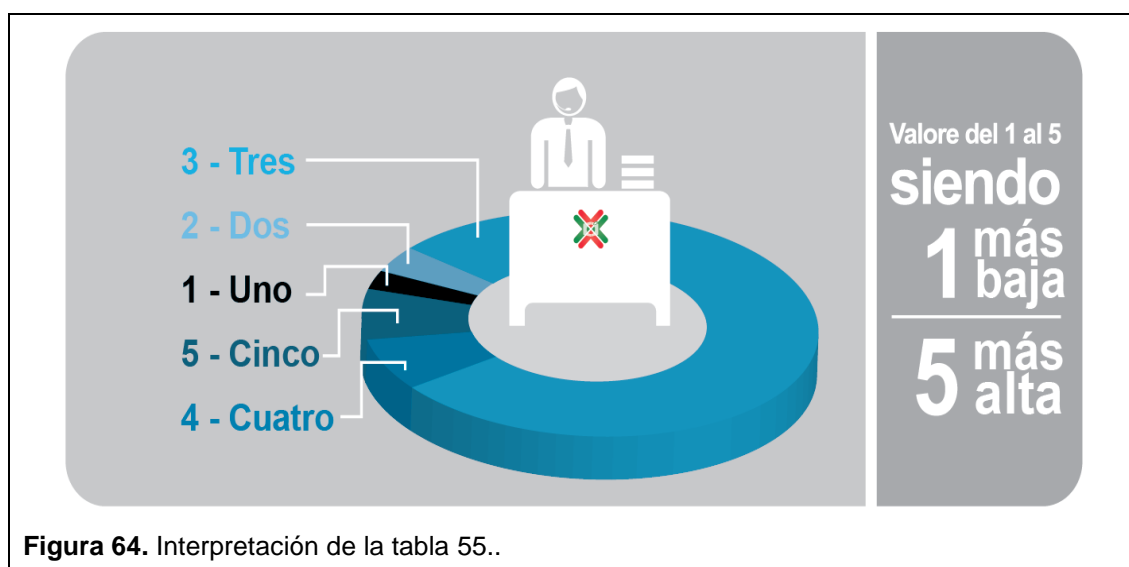 3 - Tres
2 - Dos
1 - Uno
5 - Cinco
4 - Cuatro
Valore del 1 al 5
siendo
1 más
baja
5 más
alta
Figura 64. Interpretación de la tabla 55..